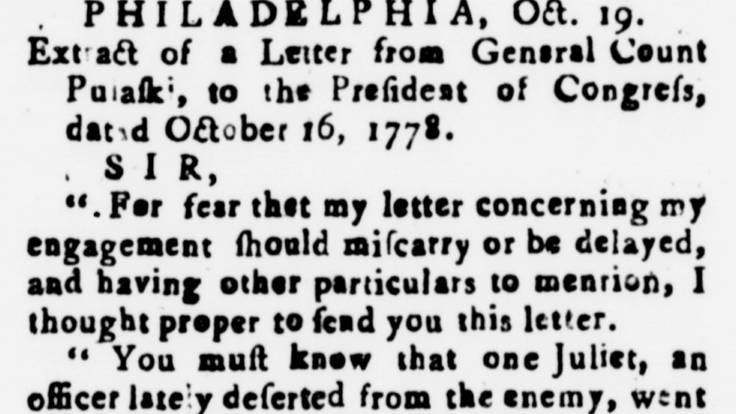 PHILADELPHIA, Oct. 19.
Extract of a Letter from General Count
Pulaſki, to the Preſident of Congreſs,
dated October 16, 1778.
SIR,
“ For fear that my letter concerning my
engagement ſhould miſcarry or be delayed,
and having other particulars to mention, I
thought proper to ſend you this letter.
“ You muſt know that one Juliet, an
officer lately deſerted from the enemy, went